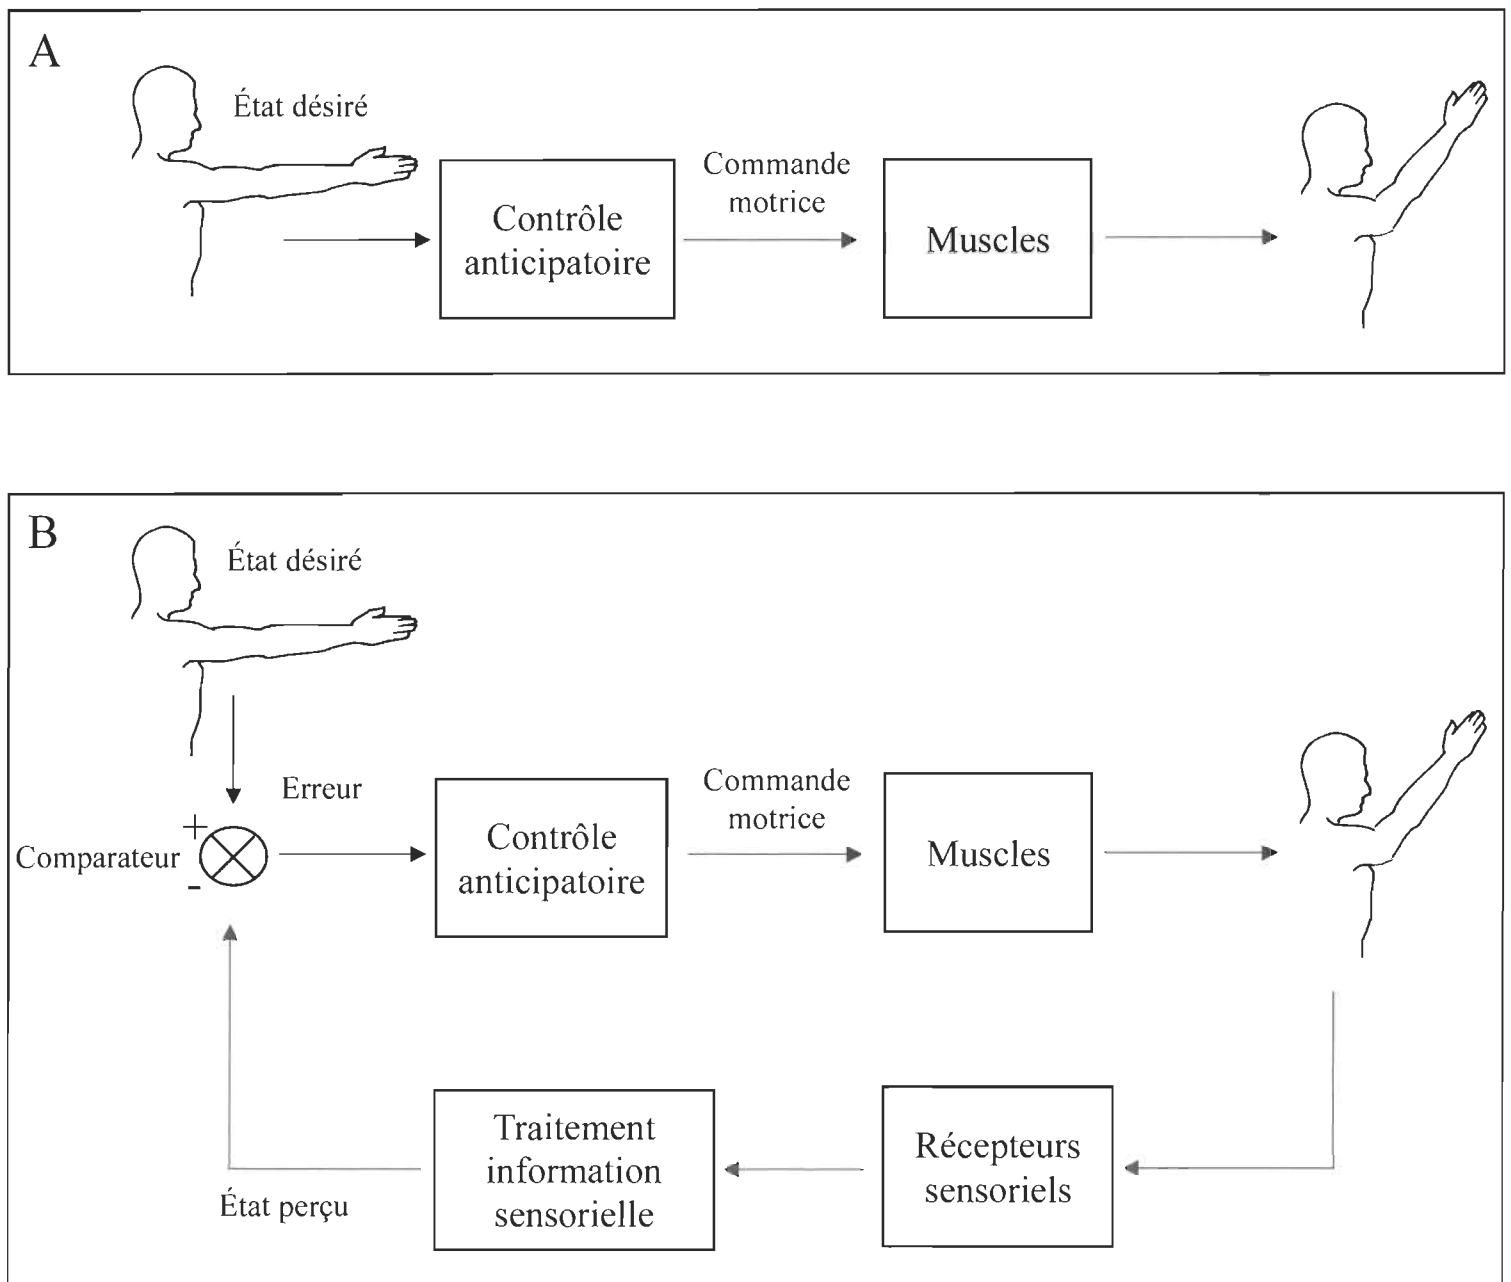 A
État désiré
Commande
motrice
Contrôle
anticipatoire
Muscles
B
État désiré
Erreur
Commande
motrice
+
Comparateur
-
Contrôle
anticipatoire
Muscles
Traitement
information
sensorielle
Récepteurs
sensoriels
État perçu